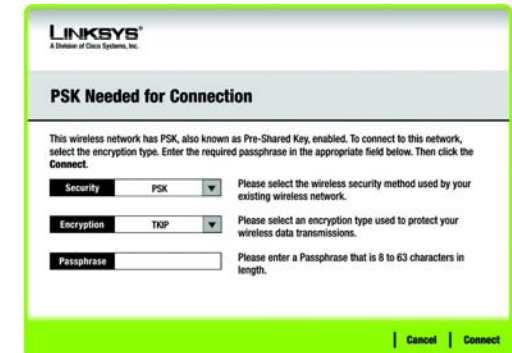 LINKSYS®
A Division of Cisco Systems, Inc.
PSK Needed for Connection
This wireless network has PSK, also known as Pre-Shared Key, enabled. To connect to this network,
select the encryption type. Enter the required passphrase in the appropriate field below. Then click the
Connect.
Security PSK
Please select the wireless security method used by your
existing wireless network.
Encryption TKIP
Please select an encryption type used to protect your
wireless data transmissions.
Passphrase
Please enter a Passphrase that is 8 to 63 characters in
length.
Cancel Connect